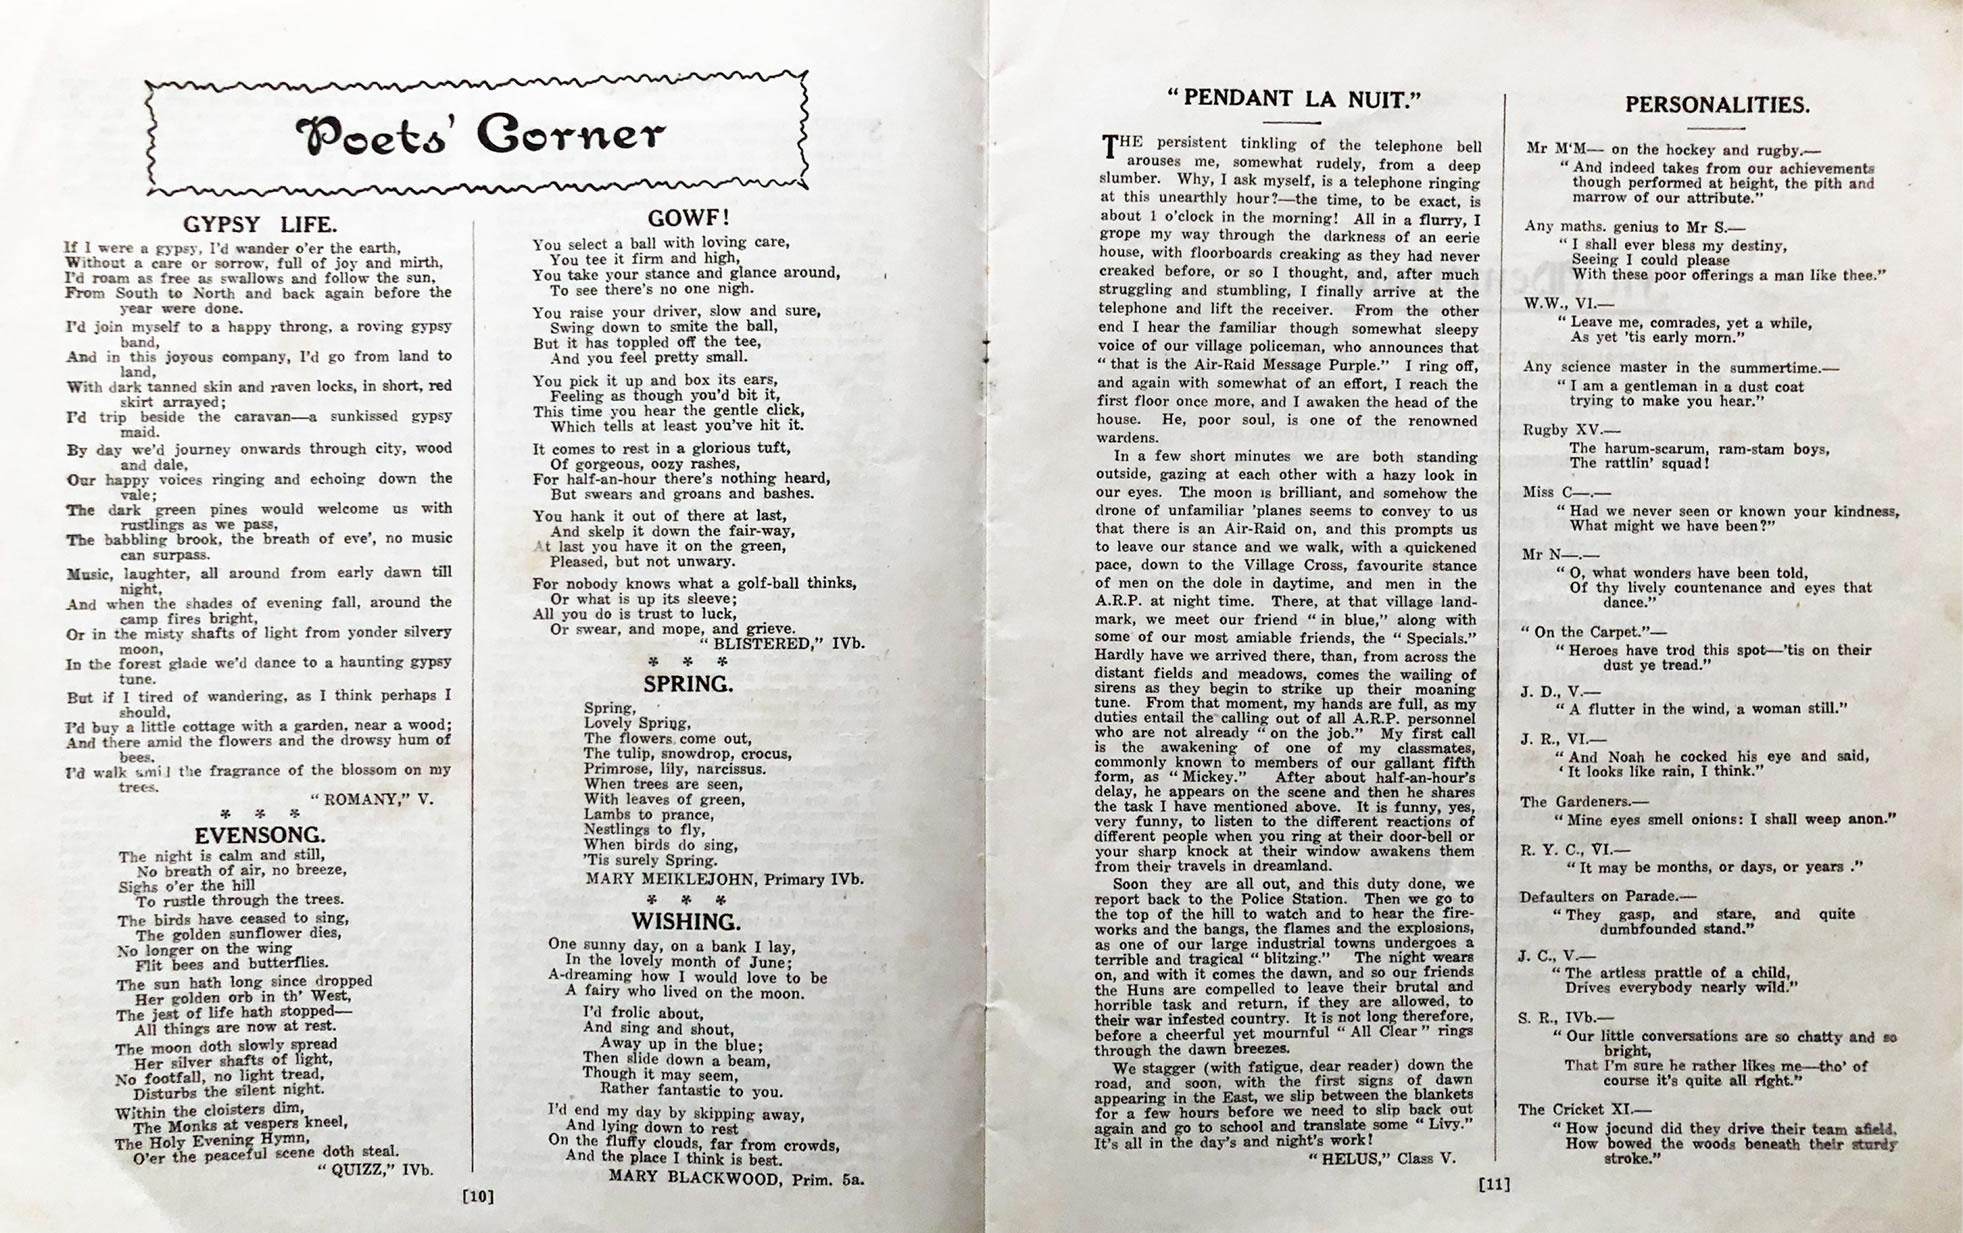 Poets' Corner
GYPSY LIFE.
If I were a gypsy, I'd wander o'er the earth,
Without a care or sorrow, full of joy and mirth,
I'd roam as free as swallows and follow the sun,
From South to North and back again before the
year were done.
I'd join myself to a happy throng, a roving gypsy
band,
And in this joyous company, I'd go from land to
land,
With dark tanned skin and raven locks, in short, red
skirt arrayed;
I'd trip beside the caravan—a sunkissed gypsy
maid.
By day we'd journey onwards through city, wood
and dale,
Our happy voices ringing and echoing down the
vale;
The dark green pines would welcome us with
rustlings as we pass,
The babbling brook, the breath of eve', no music
can surpass.
Music, laughter, all around from early dawn till
night,
And when the shades of evening fall, around the
camp fires bright,
Or in the misty shafts of light from yonder silvery
moon,
In the forest glade we'd dance to a haunting gypsy
tune.
But if I tired of wandering, as I think perhaps I
should,
I'd buy a little cottage with a garden, near a wood;
And there amid the flowers and the drowsy hum of
bees.
I'd walk amid the fragrance of the blossom on my
trees.
"ROMANY," V.
* * *
EVENSONG.
The night is calm and still,
No breath of air, no breeze,
Sighs o'er the hill
To rustle through the trees.
The birds have ceased to sing,
The golden sunflower dies,
No longer on the wing
Flit bees and butterflies.
The sun hath long since dropped
Her golden orb in th' West,
The jest of life hath stopped—
All things are now at rest.
The moon doth slowly spread
Her silver shafts of light,
No footfall, no light tread,
Disturbs the silent night.
Within the cloisters dim,
The Monks at vespers kneel,
The Holy Evening Hymn,
O'er the peaceful scene doth steal.
"QUIZZ," IVb.
GOWF!
You select a ball with loving care,
You tee it firm and high,
You take your stance and glance around,
To see there's no one nigh.
You raise your driver, slow and sure,
Swing down to smite the ball,
But it has toppled off the tee,
And you feel pretty small.
You pick it up and box its ears,
Feeling as though you'd bit it,
This time you hear the gentle click,
Which tells at least you've hit it.
It comes to rest in a glorious tuft,
Of gorgeous, oozy rashes,
For half-an-hour there's nothing heard,
But swears and groans and bashes.
You hank it out of there at last,
And skelp it down the fair-way,
At last you have it on the green,
Pleased, but not unwary.
For nobody knows what a golf-ball thinks,
Or what is up its sleeve;
All you do is trust to luck,
Or swear, and mope, and grieve.
"BLISTERED," IVb.
* * *
SPRING.
Spring,
Lovely Spring,
The flowers come out,
The tulip, snowdrop, crocus,
Primrose, lily, narcissus.
When trees are seen,
With leaves of green,
Lambs to prance,
Nestlings to fly,
When birds do sing,
'Tis surely Spring.
MARY MEIKLEJOHN, Primary IVb.
* * *
WISHING.
One sunny day, on a bank I lay,
In the lovely month of June;
A-dreaming how I would love to be
A fairy who lived on the moon.
I'd frolic about,
And sing and shout,
Away up in the blue;
Then slide down a beam,
Though it may seem,
Rather fantastic to you.
I'd end my day by skipping away,
And lying down to rest
On the fluffy clouds, far from crowds,
And the place I think is best.
MARY BLACKWOOD, Prim. 5a.
[10]
"PENDANT LA NUIT."
THE persistent tinkling of the telephone bell
arouses me, somewhat rudely, from a deep
slumber. Why, I ask myself, is a telephone ringing
at this unearthly hour?—the time, to be exact, is
about 1 o'clock in the morning! All in a flurry, I
grope my way through the darkness of an eerie
house, with floorboards creaking as they had never
creaked before, or so I thought, and, after much
struggling and stumbling, I finally arrive at the
telephone and lift the receiver. From the other
end I hear the familiar though somewhat sleepy
voice of our village policeman, who announces that
"that is the Air-Raid Message Purple." I ring off,
and again with somewhat of an effort, I reach the
first floor once more, and I awaken the head of the
house. He, poor soul, is one of the renowned
wardens.
In a few short minutes we are both standing
outside, gazing at each other with a hazy look in
our eyes. The moon is brilliant, and somehow the
drone of unfamiliar 'planes seems to convey to us
that there is an Air-Raid on, and this prompts us
to leave our stance and we walk, with a quickened
pace, down to the Village Cross, favourite stance
of men on the dole in daytime, and men in the
A.R.P. at night time. There, at that village land-
mark, we meet our friend "in blue," along with
some of our most amiable friends, the "Specials."
Hardly have we arrived there, than, from across the
distant fields and meadows, comes the wailing of
sirens as they begin to strike up their moaning
tune. From that moment, my hands are full, as my
duties entail the calling out of all A.R.P. personnel
who are not already "on the job." My first call
is the awakening of one of my classmates,
commonly known to members of our gallant fifth
form, as "Mickey." After about half-an-hour's
delay, he appears on the scene and then he shares
the task I have mentioned above. It is funny, yes,
very funny, to listen to the different reactions of
different people when you ring at their door-bell or
your sharp knock at their window awakens them
from their travels in dreamland.
Soon they are all out, and this duty done, we
report back to the Police Station. Then we go to
the top of the hill to watch and to hear the fire-
works and the bangs, the flames and the explosions,
as one of our large industrial towns undergoes a
terrible and tragical "blitzing." The night wears
on, and with it comes the dawn, and so our friends
the Huns are compelled to leave their brutal and
horrible task and return, if they are allowed, to
their war infested country. It is not long therefore,
before a cheerful yet mournful "All Clear" rings
through the dawn breezes.
We stagger (with fatigue, dear reader) down the
road, and soon, with the first signs of dawn
appearing in the East, we slip between the blankets
for a few hours before we need to slip back out
again and go to school and translate some "Livy."
It's all in the day's and night's work!
"HELUS," Class V.
PERSONALITIES.
Mr M'M— on the hockey and rugby.—
"And indeed takes from our achievements
though performed at height, the pith and
marrow of our attribute."
Any maths. genius to Mr S.—
"I shall ever bless my destiny,
Seeing I could please
With these poor offerings a man like thee."
W.W., VI.—
"Leave me, comrades, yet a while,
As yet 'tis early morn."
Any science master in the summertime.—
"I am a gentleman in a dust coat
trying to make you hear."
Rugby XV.—
The harum-scarum, ram-stam boys,
The rattlin' squad!
Miss C—.—
"Had we never seen or known your kindness,
What might we have been?"
Mr N—.—
"O, what wonders have been told,
Of thy lively countenance and eyes that
dance."
"On the Carpet."—
"Heroes have trod this spot—'tis on their
dust ye tread."
J. D., V.—
"A flutter in the wind, a woman still."
J. R., VI.—
"And Noah he cocked his eye and said,
'It looks like rain, I think."
The Gardeners.—
"Mine eyes smell onions: I shall weep anon."
R. Y. C., VI.—
"It may be months, or days, or years ."
Defaulters on Parade.—
"They gasp, and stare, and quite
dumbfounded stand."
J. C., V.—
"The artless prattle of a child,
Drives everybody nearly wild."
S. R., IVb.—
"Our little conversations are so chatty and so
bright,
That I'm sure he rather likes me—tho' of
course it's quite all right."
The Cricket XI.—
"How jocund did they drive their team afield,
How bowed the woods beneath their sturdy
stroke."
[11]